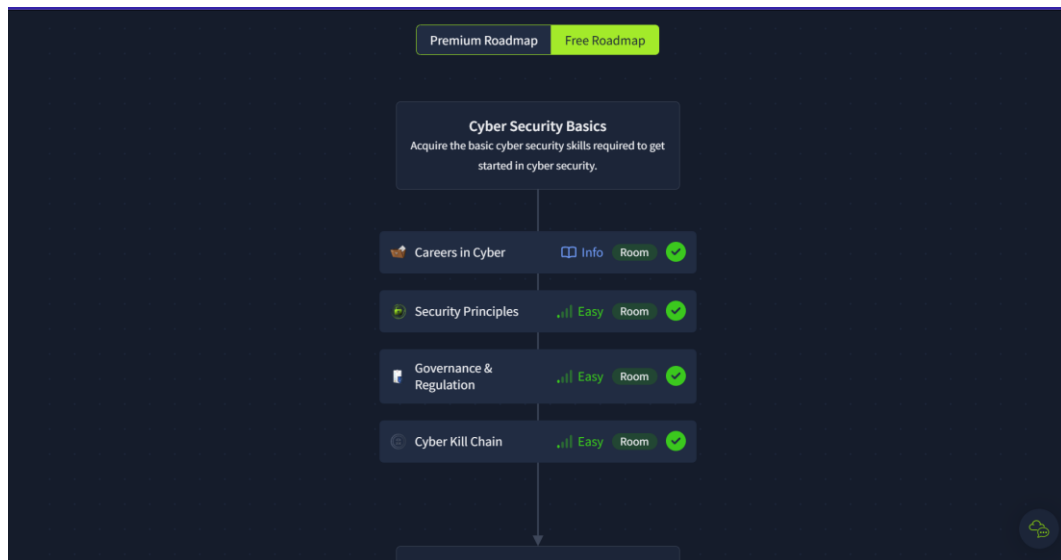 Premium Roadmap
Free Roadmap
Cyber Security Basics
Acquire the basic cyber security skills required to get
started in cyber security.
Careers in Cyber
Info
Room
Security Principles
Easy
Room
Governance &
Regulation
Easy
Room
Cyber Kill Chain
Easy
Room